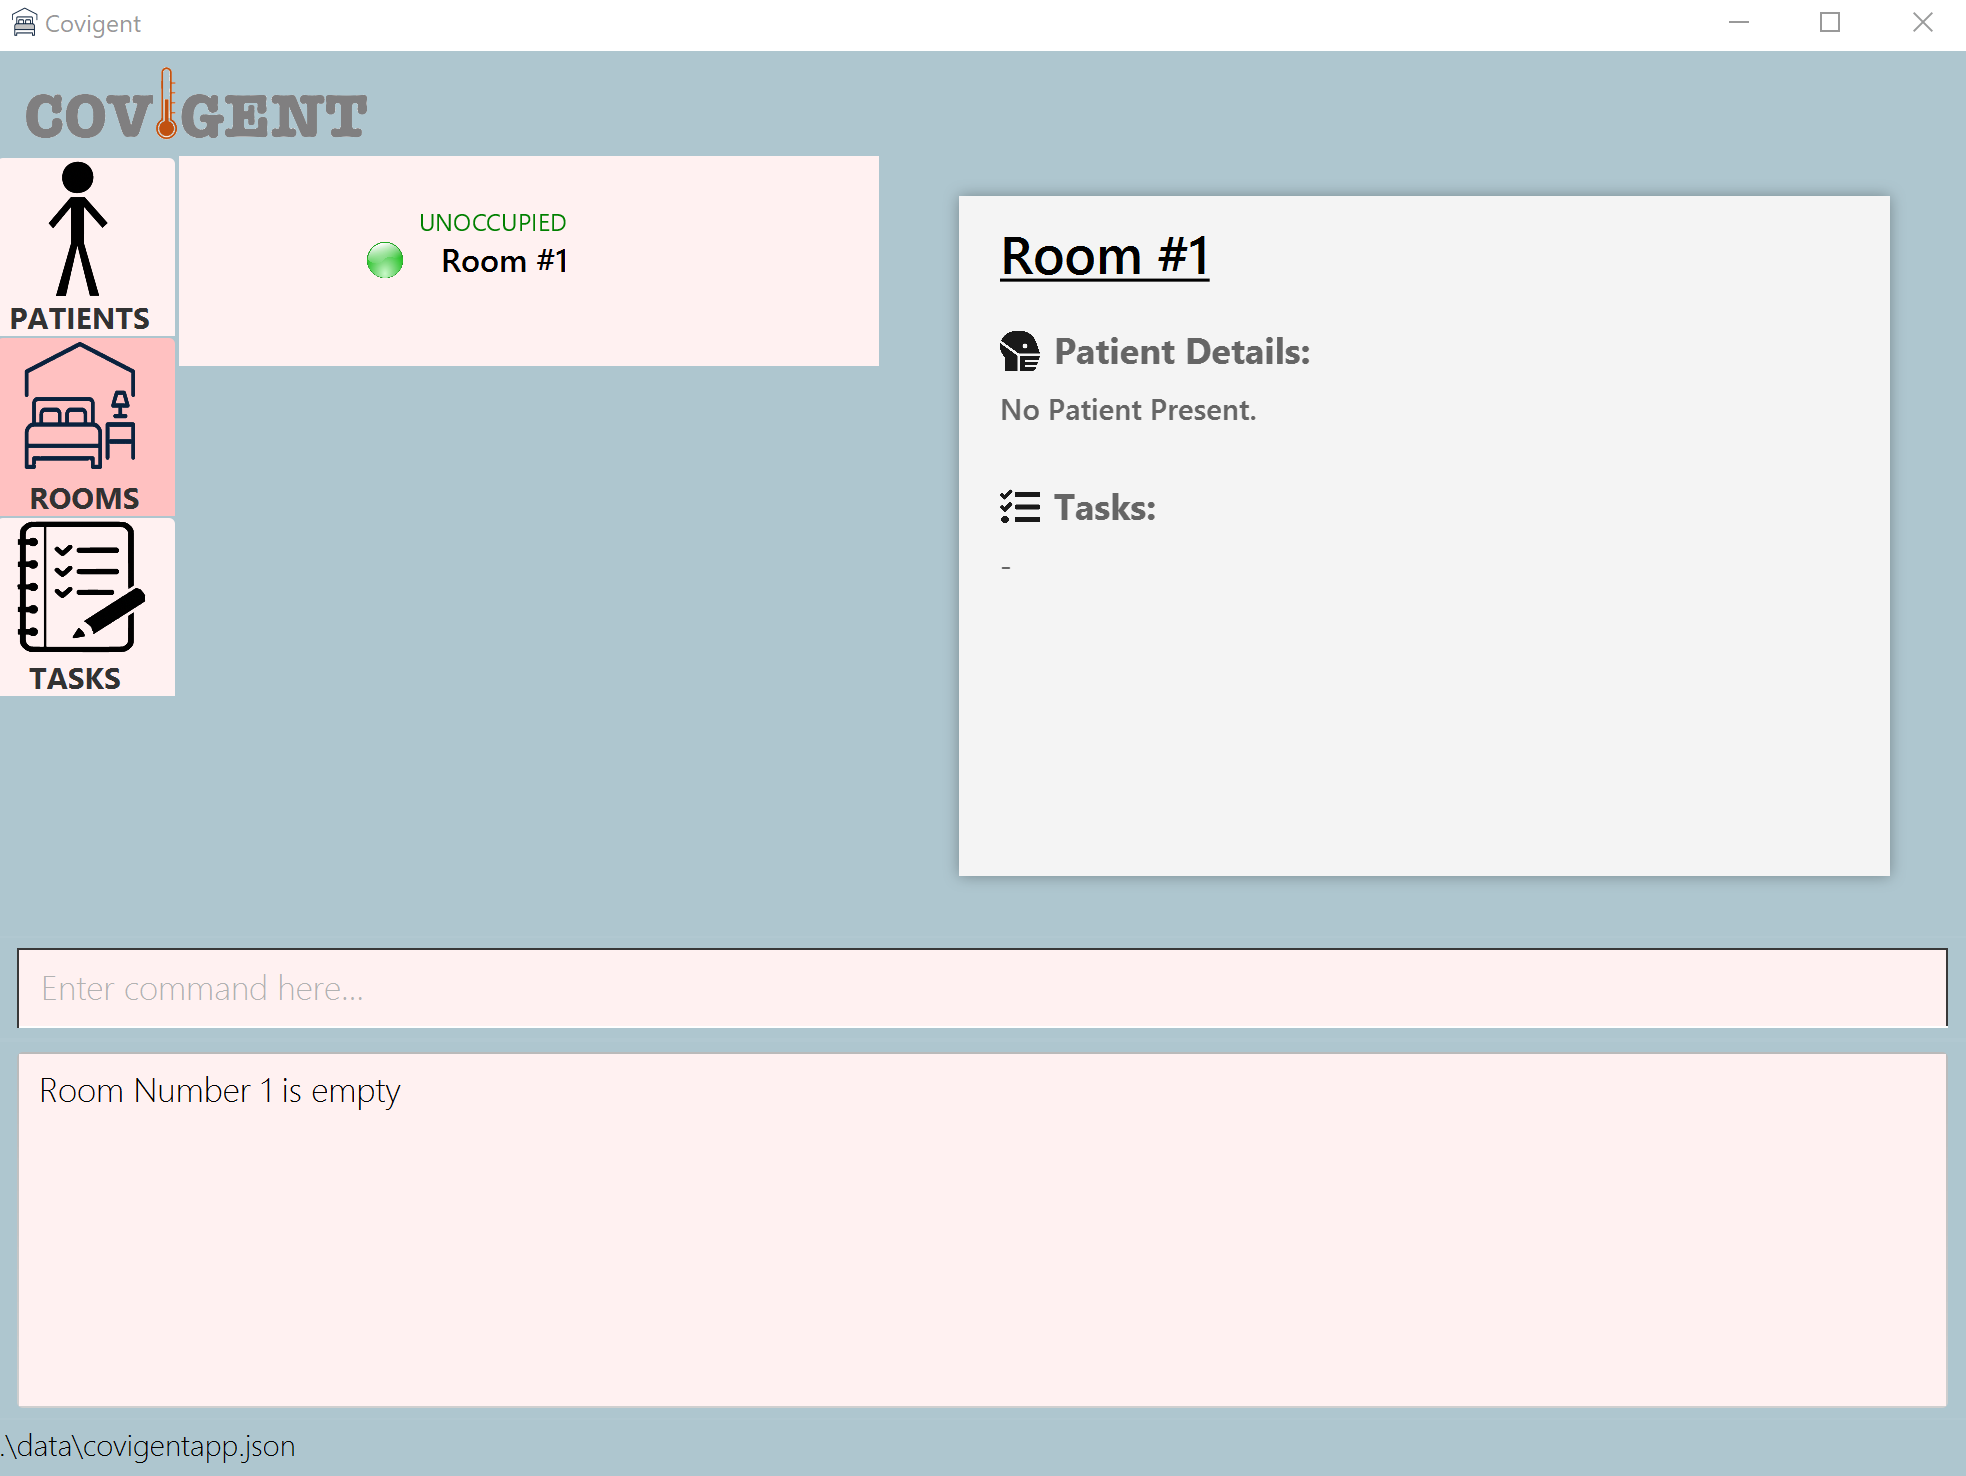 Covigent
COVIGENT
PATIENTS
ROOMS
TASKS
UNOCCUPIED
Room #1
Room #1
Patient Details:
No Patient Present.
Tasks:
-
Enter command here...
Room Number 1 is empty
.\data\covigentapp.json